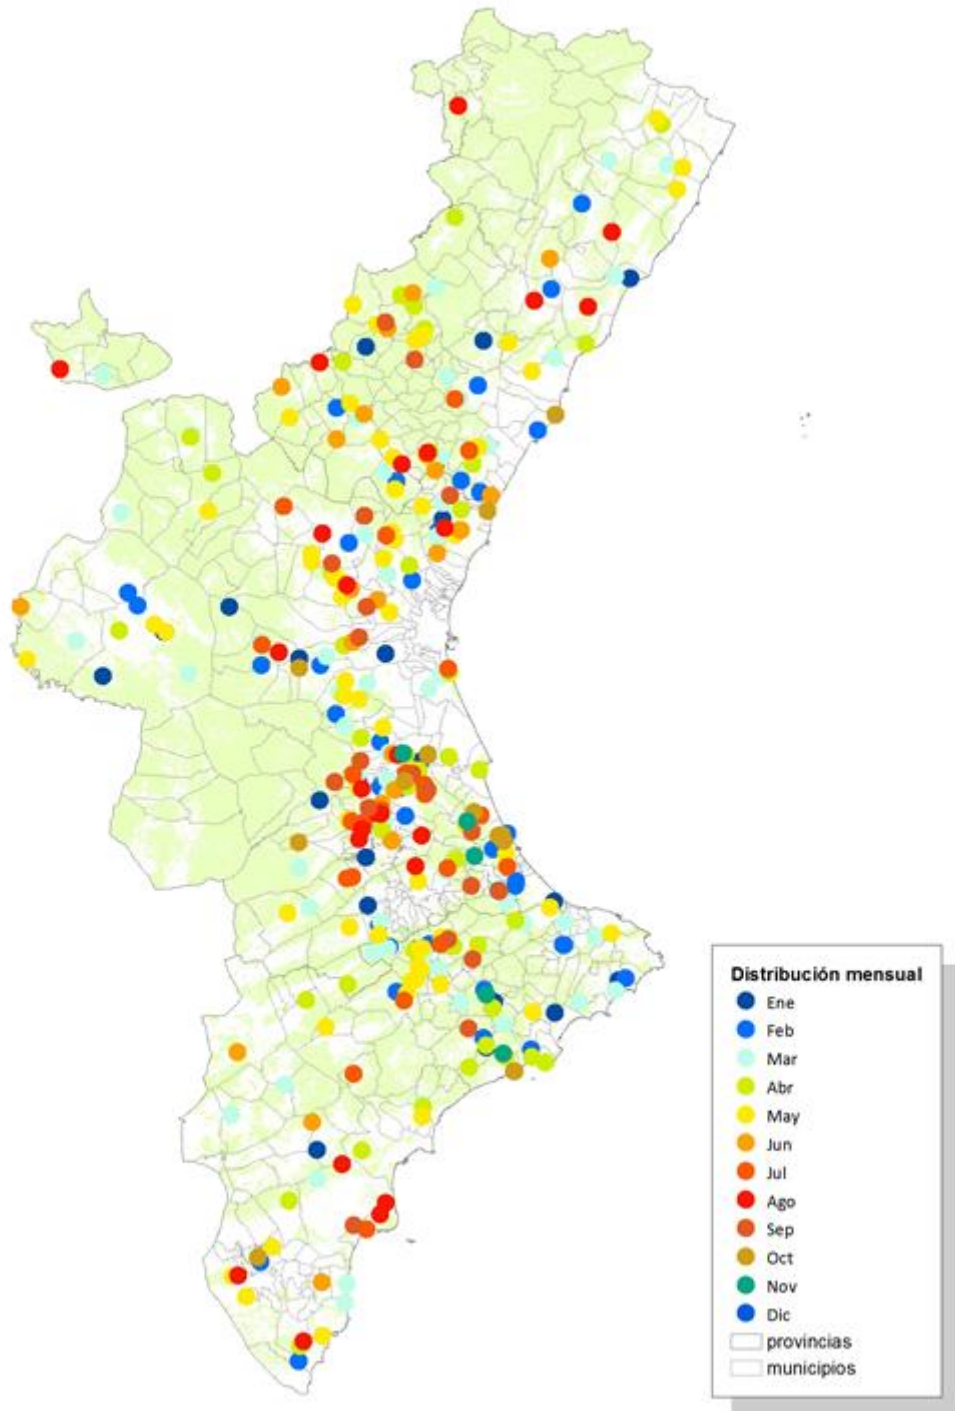 Distribución mensual
Ene
Feb
Mar
Abr
May
Jun
Jul
Ago
Sep
Oct
Nov
Dic
provincias
municipios